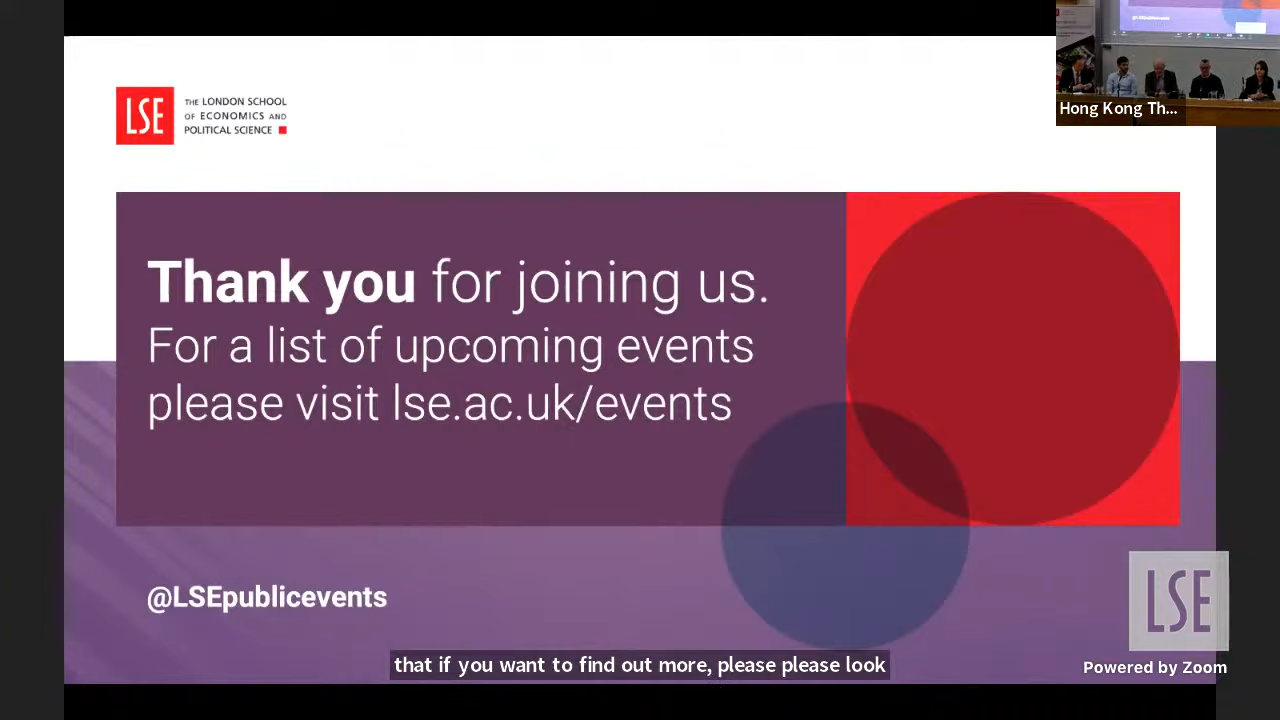 LSE
THE LONDON SCHOOL
OF ECONOMICS AND
POLITICAL SCIENCE
Hong Kong Th...
Thank you for joining us.
For a list of upcoming events
please visit lse.ac.uk/events
@LSEpublicevents
LSE
that if you want to find out more, please please look
Powered by Zoom